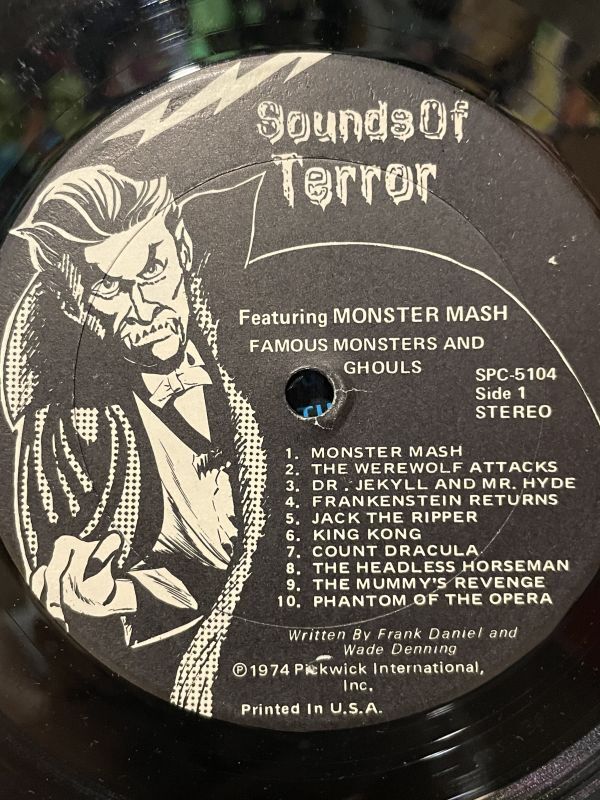 Sounds Of
Terror
Featuring MONSTER MASH
FAMOUS MONSTERS AND
GHOULS
SPC-5104
Side 1
STEREO
1. MONSTER MASH
2. THE WEREWOLF ATTACKS
3. DR. JEKYLL AND MR. HYDE
4. FRANKENSTEIN RETURNS
5. JACK THE RIPPER
6. KING KONG
7. COUNT DRACULA
8. THE HEADLESS HORSEMAN
9. THE MUMMY'S REVENGE
10. PHANTOM OF THE OPERA
Written By Frank Daniel and
Wade Denning
℗1974 Pickwick International,
Inc.
Printed In U.S.A.